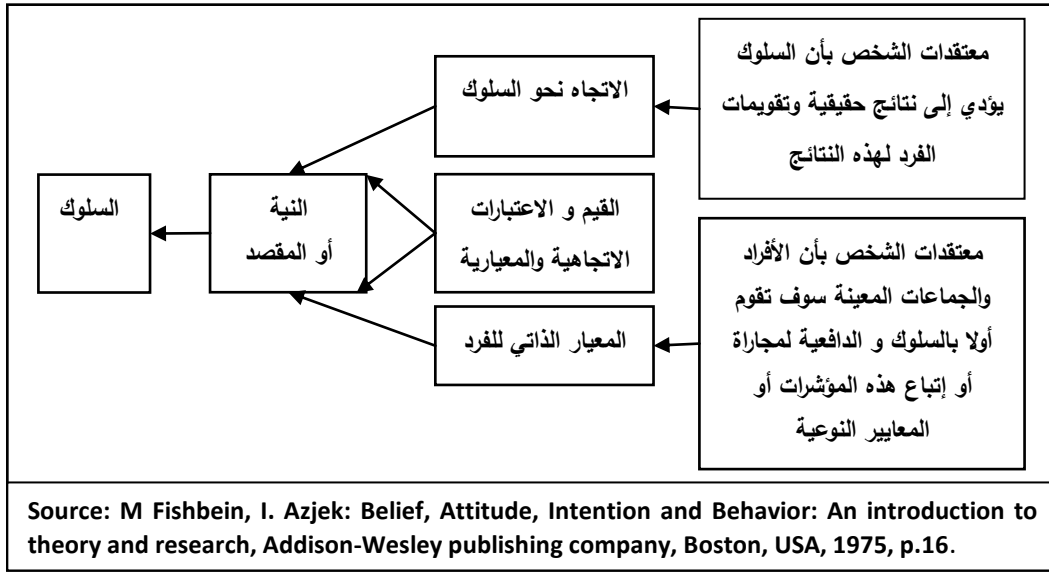 معتقدات الشخص بأن السلوك
يؤدي إلى نتائج حقيقية وتقويمات
الفرد لهذه النتائج
الاتجاه نحو السلوك
القيم و الاعتبارات
الاتجاهية والمعيارية
النية
أو المقصد
السلوك
معتقدات الشخص بأن الأفراد
والجماعات المعينة سوف تقوم
أولا بالسلوك و الدافعية لمجاراة
أو إتباع هذه المؤشرات أو
المعايير النوعية
المعيار الذاتي للفرد
Source: M Fishbein, I. Azjek: Belief, Attitude, Intention and Behavior: An introduction to
theory and research, Addison-Wesley publishing company, Boston, USA, 1975, p.16.